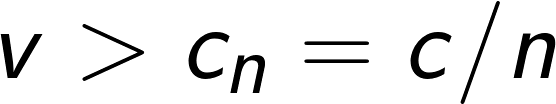 v > cₙ = c/n